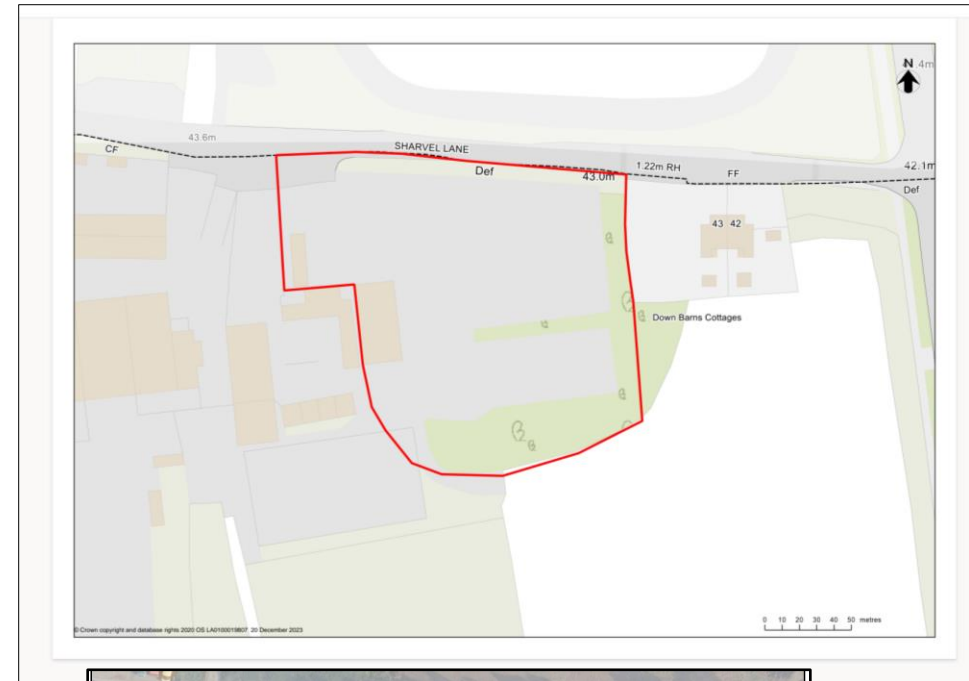 N
4m
43.6m
CF
SHARVEL LANE
Def
43.0m
1.22m RH
FF
42.1m
Def
43 42
Down Barns Cottages
0 10 20 30 40 50 metres
© Crown copyright and database rights 2020 OS LA0100019807 20 December 2023